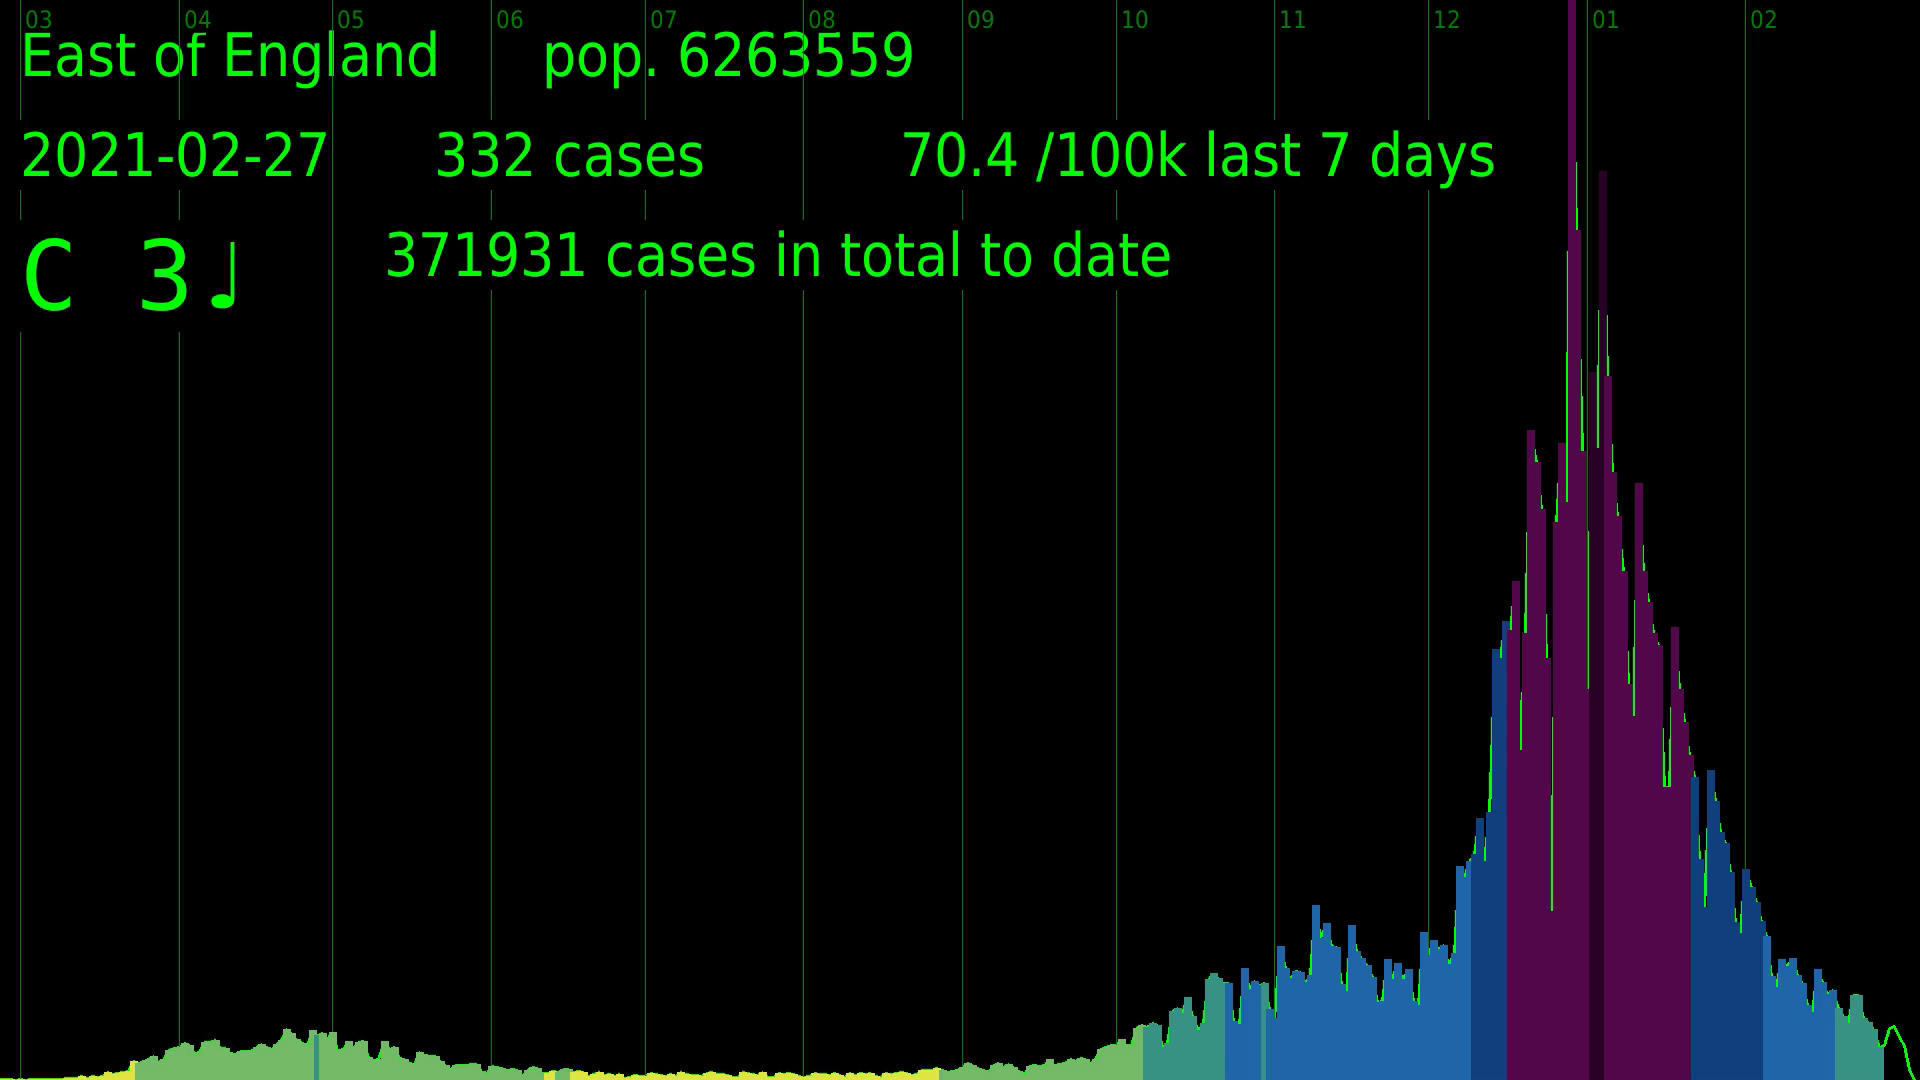 03 04 05 06 07 08 09 10 11 12 01 02
East of England pop. 6263559
2021-02-27 332 cases 70.4 /100k last 7 days
C 3♩ 371931 cases in total to date